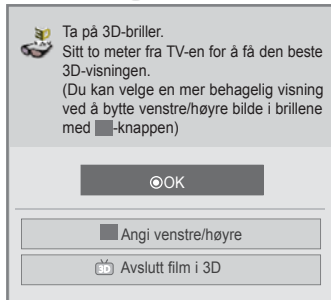 Ta på 3D-briller.
Sitt to meter fra TV-en for å få den beste
3D-visningen.
(Du kan velge en mer behagelig visning
ved å bytte venstre/høyre bilde i brillene
med -knappen)
OK
Angi venstre/høyre
3D Avslutt film i 3D